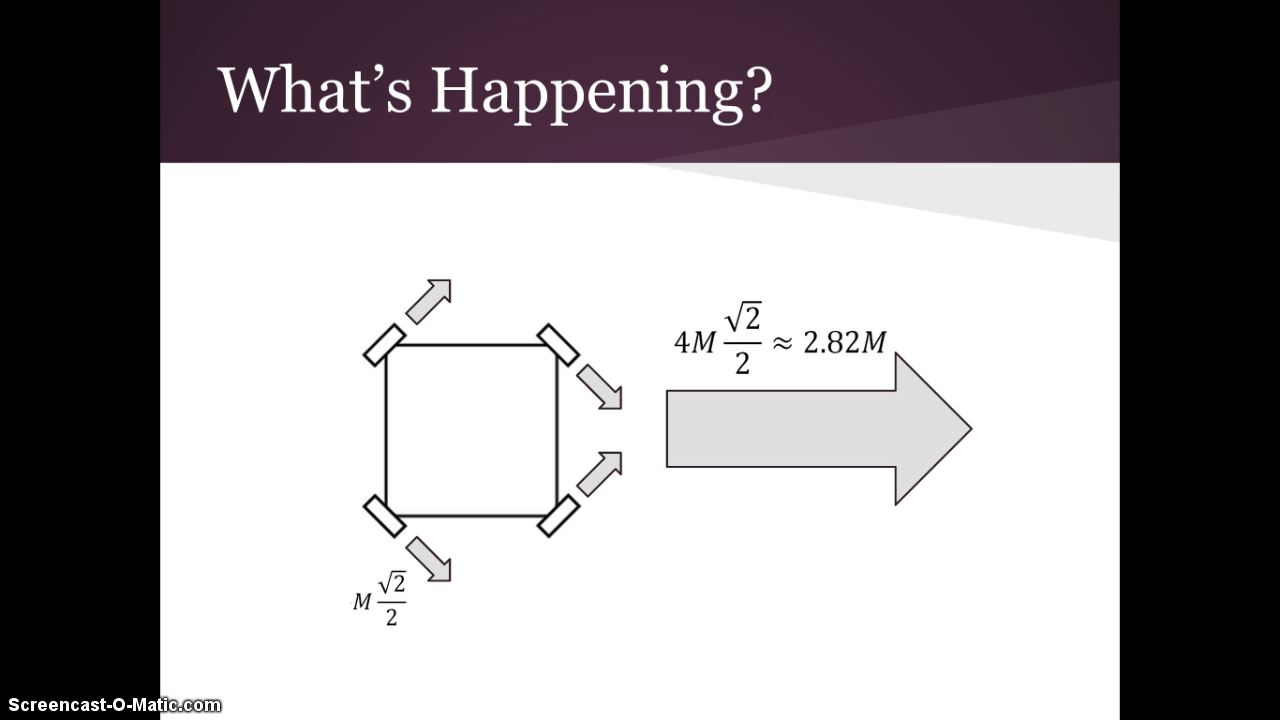 What's Happening?
4M √2/2 ≈ 2.82M
M √2/2
Screencast-O-Matic.com